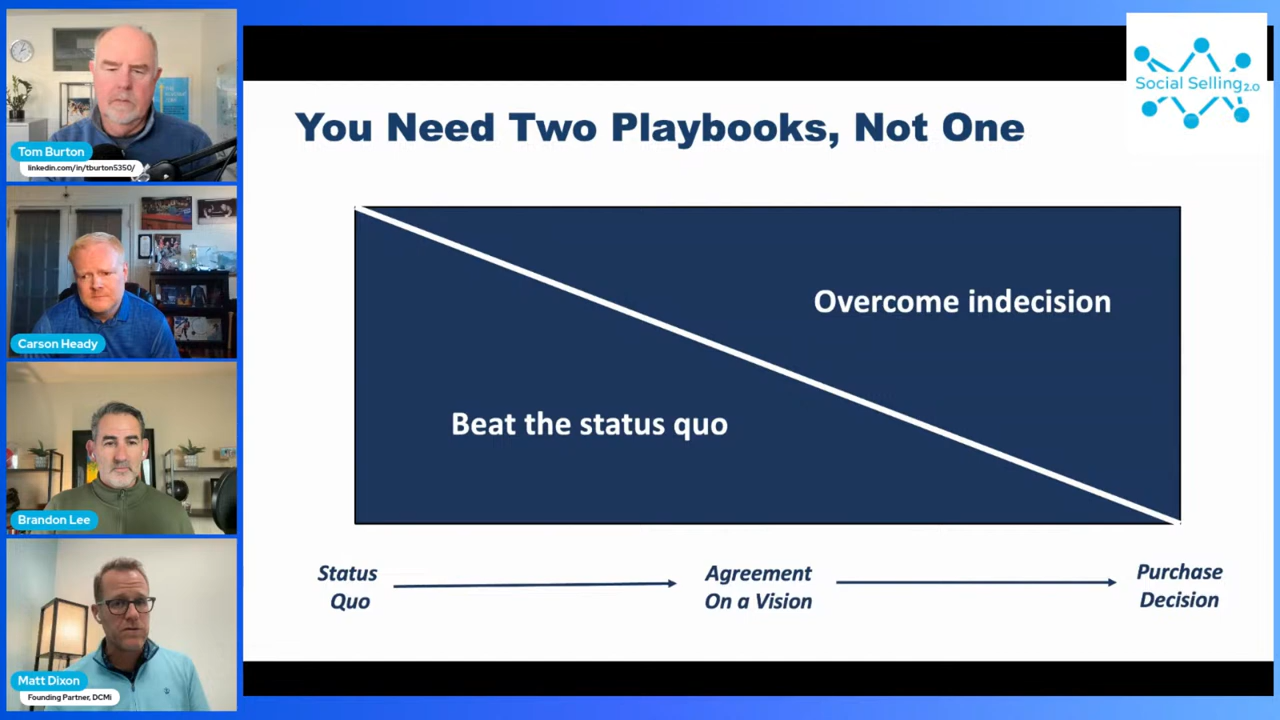 Tom Burton
linkedin.com/in/tburton5350/
Carson Heady
Brandon Lee
Matt Dixon
Founding Partner, DCMi
Social Selling 2.0
You Need Two Playbooks, Not One
Overcome indecision
Beat the status quo
Status
Quo
Agreement
On a Vision
Purchase
Decision